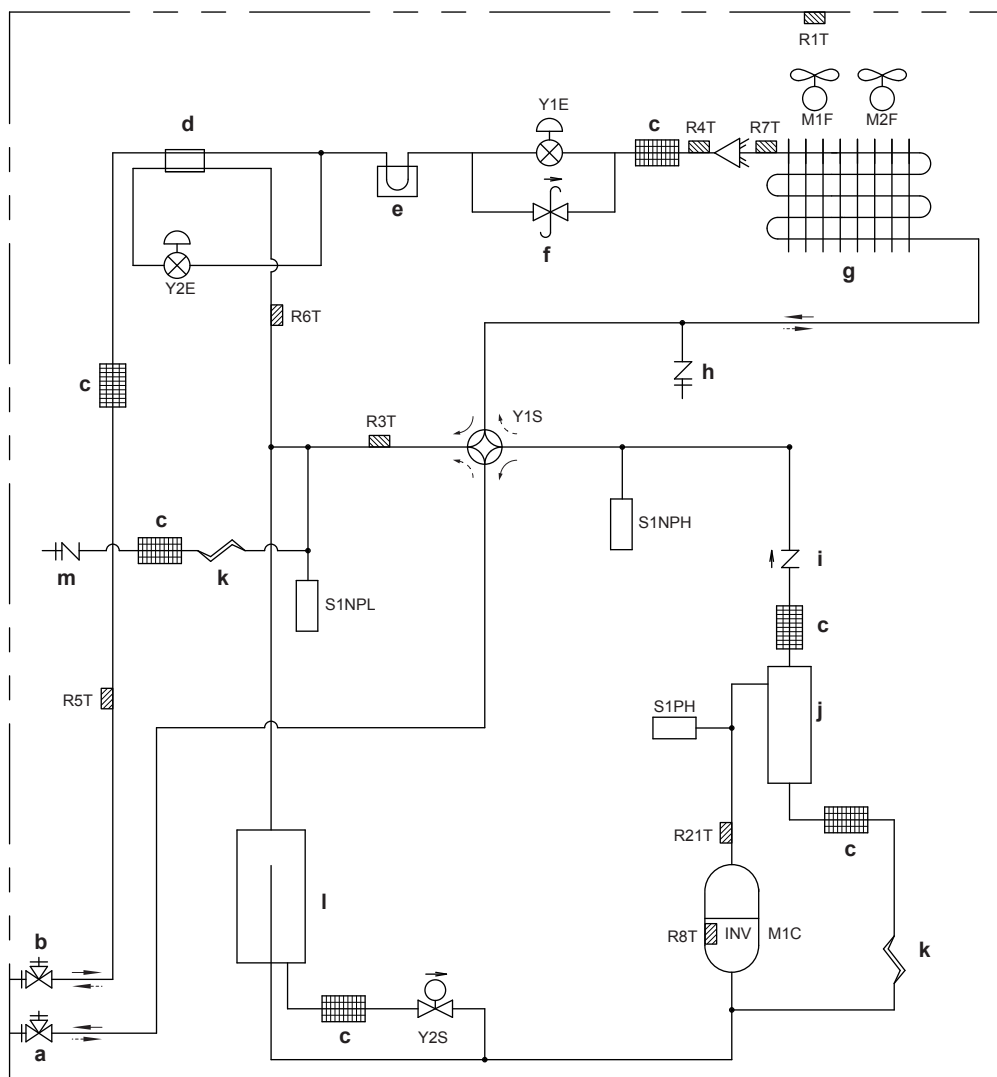 R1T
M1F M2F
Y1E
d c R4T R7T
e
f
Y2E
g
R6T
h
c
R3T Y1S
S1NPH
c
m k
i
S1NPL
c
R5T S1PH
j
R21T
c
l
R8T INV M1C
b k
c Y2S
a